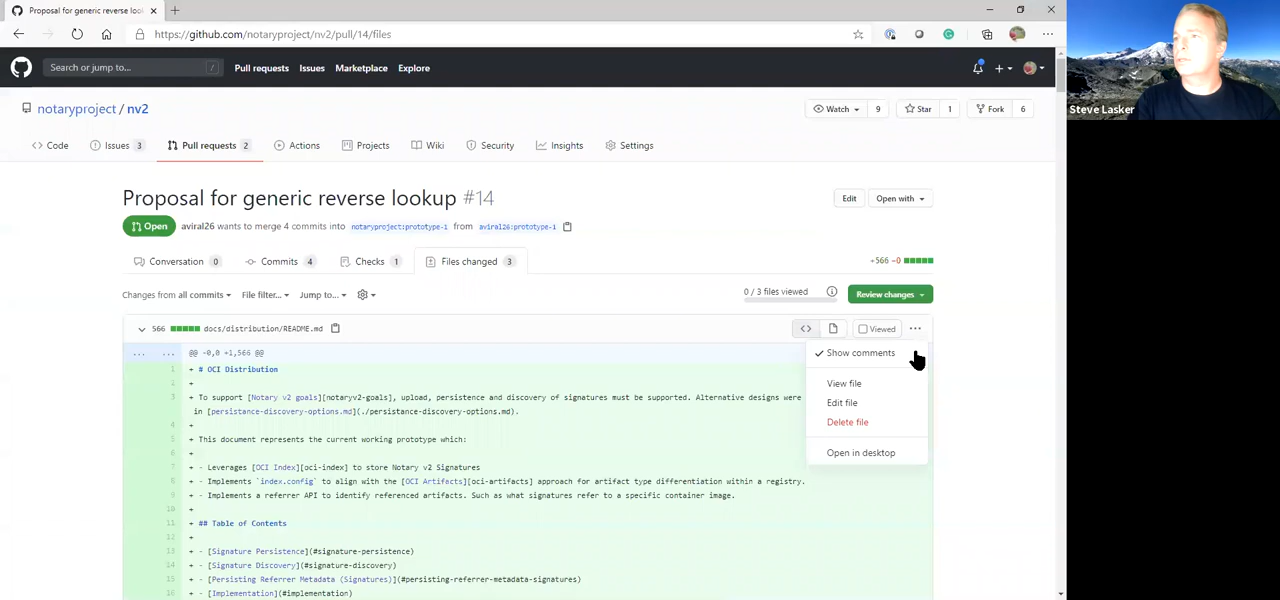 Proposal for generic reverse look
https://github.com/notaryproject/nv2/pull/14/files
Steve Lasker
Search or jump to...
/
Pull requests
Issues
Marketplace
Explore
notaryproject / nv2
Watch
9
Star
1
Fork
6
Code
Issues 3
Pull requests 2
Actions
Projects
Wiki
Security
Insights
Settings
Proposal for generic reverse lookup #14
Edit
Open with
Open
aviral26 wants to merge 4 commits into notaryproject:prototype-1 from aviral26:prototype-1
Conversation 0
Commits 4
Checks 1
Files changed 3
+566 −0
Changes from all commits
File filter...
Jump to...
0 / 3 files viewed
Review changes
566
docs/distribution/README.md
Viewed
...
... ... @@ -0,0 +1,566 @@
Show comments
View file
Edit file
Delete file
Open in desktop
1 + # OCI Distribution
2 +
3 + To support [Notary v2 goals][notaryv2-goals], upload, persistence and discovery of signatures must be supported. Alternative designs were
in [persistance-discovery-options.md](./persistance-discovery-options.md).
4 +
5 + This document represents the current working prototype which:
6 +
7 + - Leverages [OCI Index][oci-index] to store Notary v2 Signatures
8 + - Implements `index.config` to align with the [OCI Artifacts][oci-artifacts] approach for artifact type differentiation within a registry.
9 + - Implements a referrer API to identify referenced artifacts. Such as what signatures refer to a specific container image.
10 +
11 + ## Table of Contents
12 +
13 + - [Signature Persistence](#signature-persistence)
14 + - [Signature Discovery](#signature-discovery)
15 + - [Persisting Referrer Metadata (Signatures)](#persisting-referrer-metadata-signatures)
16 + - [Implementation](#implementation)